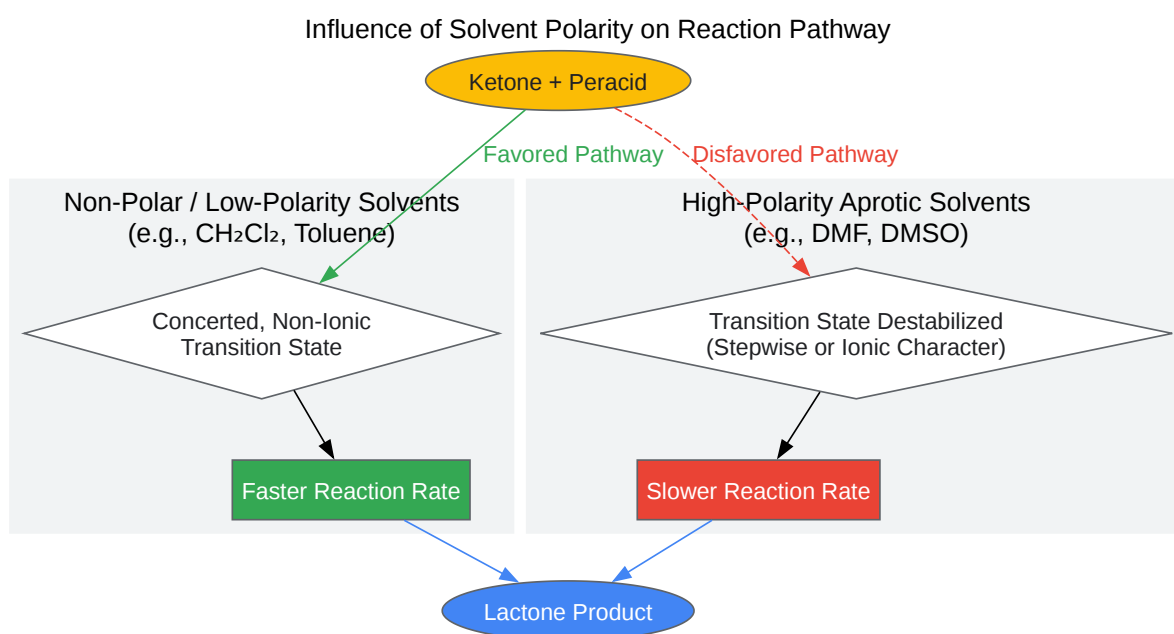 Influence of Solvent Polarity on Reaction Pathway
Ketone + Peracid
Favored Pathway
Disfavored Pathway
Non-Polar / Low-Polarity Solvents
(e.g., CH₂Cl₂, Toluene)
High-Polarity Aprotic Solvents
(e.g., DMF, DMSO)
Concerted, Non-Ionic
Transition State
Transition State Destabilized
(Stepwise or Ionic Character)
Faster Reaction Rate
Slower Reaction Rate
Lactone Product